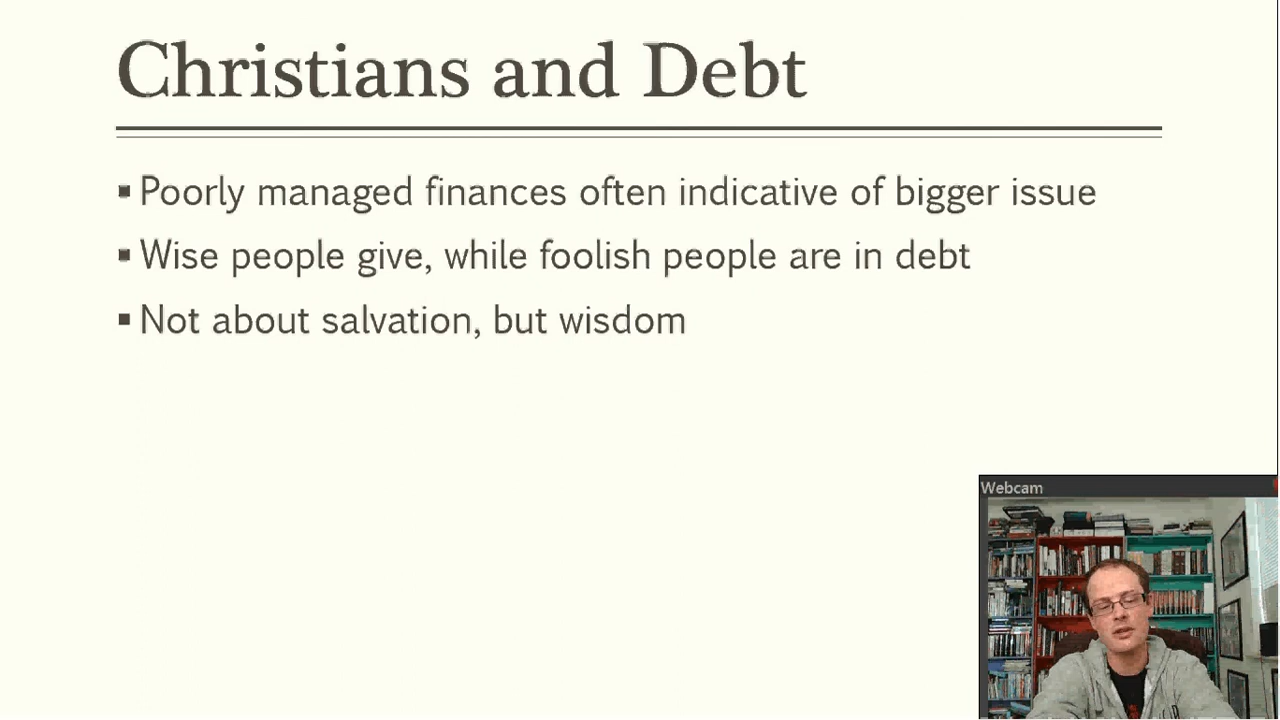 Christians and Debt
▪ Poorly managed finances often indicative of bigger issue
▪ Wise people give, while foolish people are in debt
▪ Not about salvation, but wisdom
Webcam